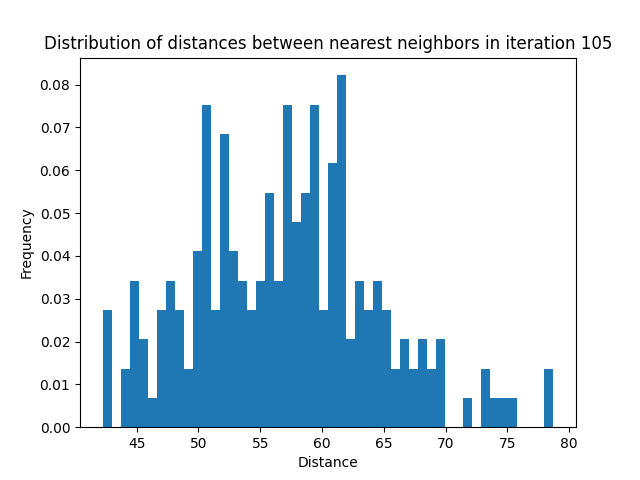 Distribution of distances between nearest neighbors in iteration 105
Frequency
0.08
0.07
0.06
0.05
0.04
0.03
0.02
0.01
0.00
45 50 55 60 65 70 75 80
Distance